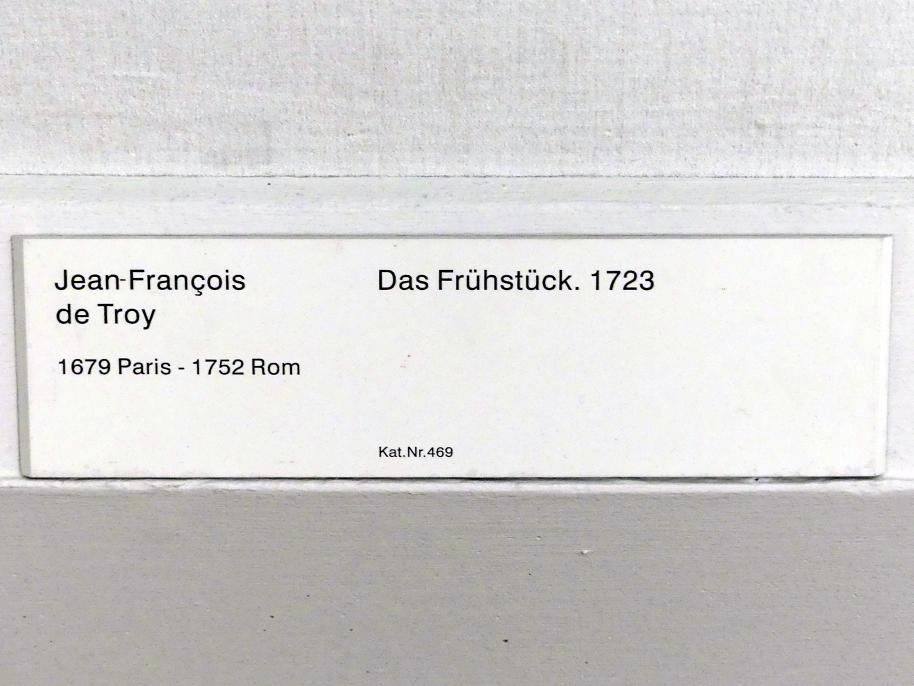 Jean-François
de Troy
1679 Paris - 1752 Rom
Das Frühstück. 1723
Kat.Nr.469